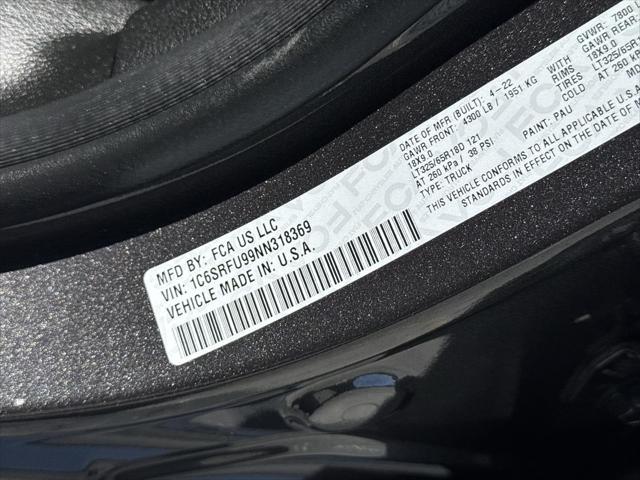 MFD BY: FCA US LLC
VIN: 1C6SRFU99NN318369
VEHICLE MADE IN: U.S.A.
DATE OF MFR (BUILT): 4-22
GVWR: 7800
GAWR FRONT: 4300 LB / 1951 KG WITH
GAWR REAR
18X9.0 RIMS
18X9.0
LT325/65R18D 121 TIRES
LT325/65R
AT 260 kPa / 38 PSI COLD
AT 260 KP
TYPE: TRUCK
PAINT: PAU
THIS VEHICLE CONFORMS TO ALL APPLICABLE U.S.A
STANDARDS IN EFFECT ON THE DATE OF